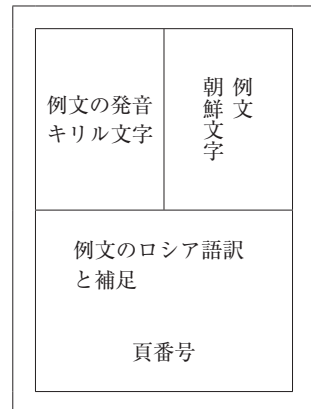 例文の発音
キリル文字
例文
朝鮮文字
例文のロシア語訳
と補足
頁番号